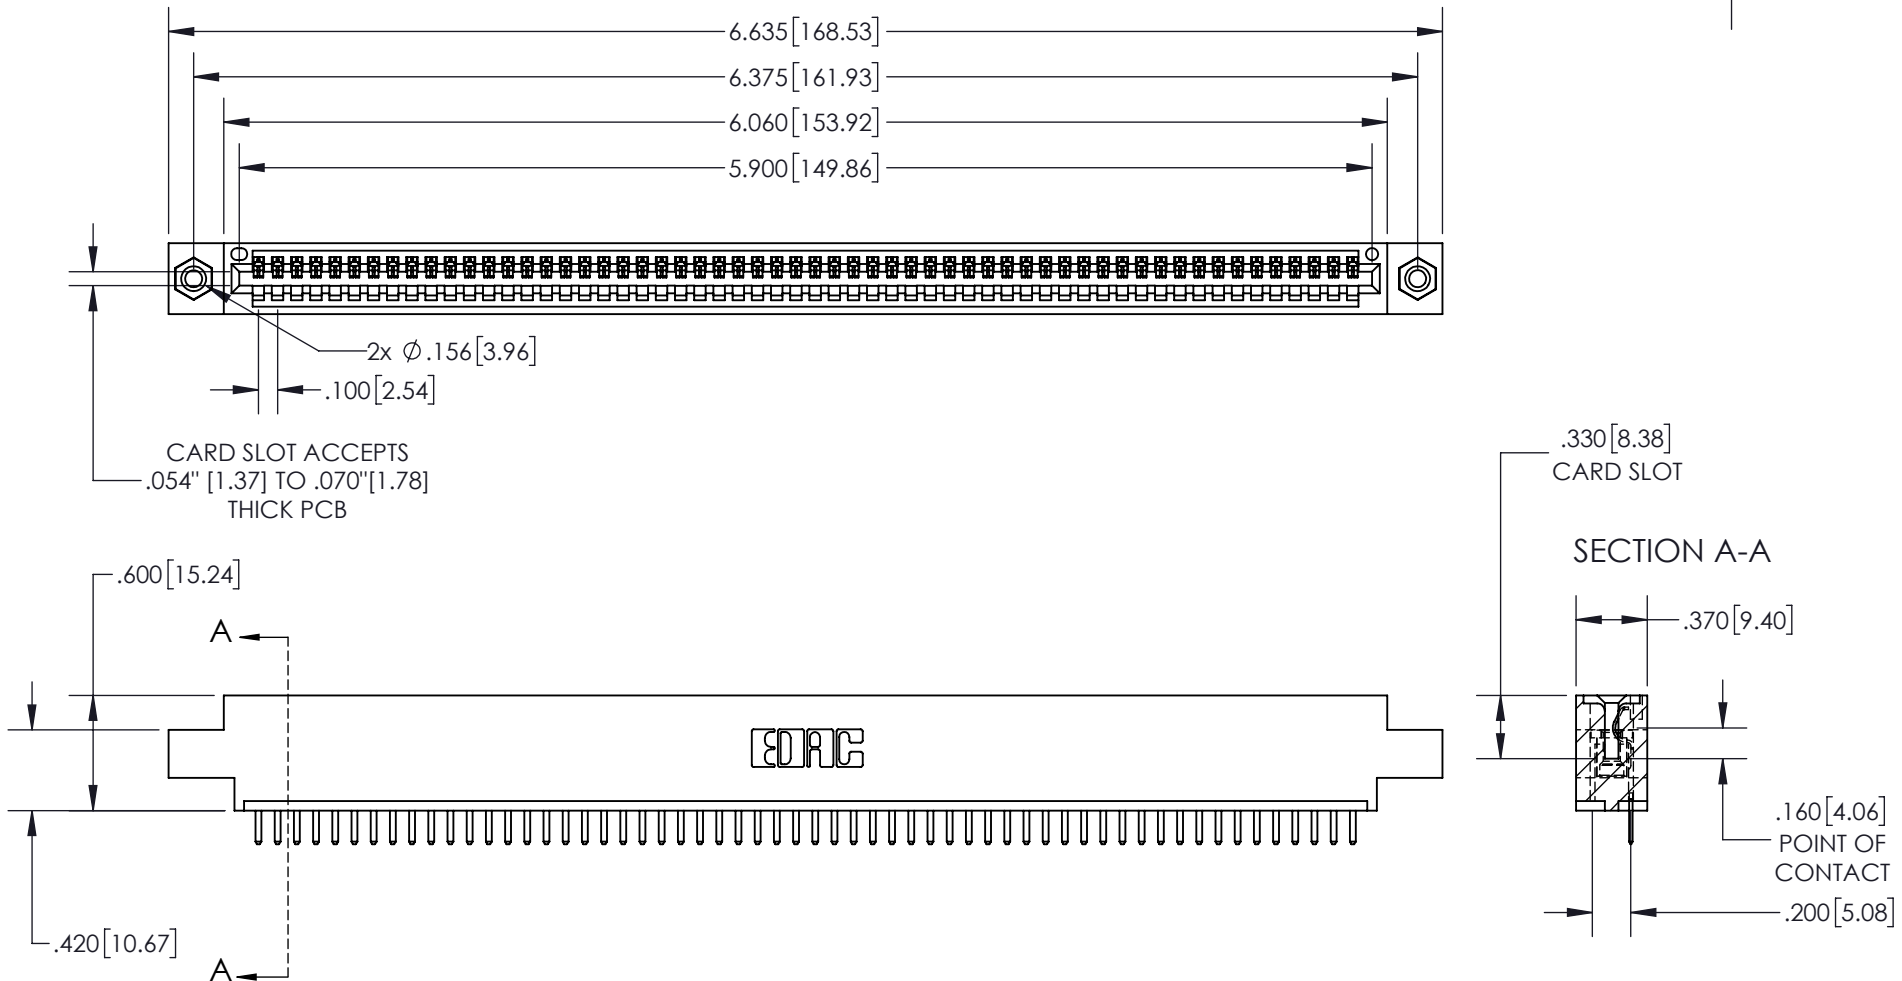 6.635[168.53]
6.375[161.93]
6.060[153.92]
5.900[149.86]
2x Ø.156[3.96]
.100[2.54]
CARD SLOT ACCEPTS
.054" [1.37] TO .070"[1.78]
THICK PCB
.330[8.38]
CARD SLOT
SECTION A-A
.600[15.24]
.370[9.40]
A
EDAC
.160[4.06]
POINT OF
CONTACT
.200[5.08]
.420[10.67]
A